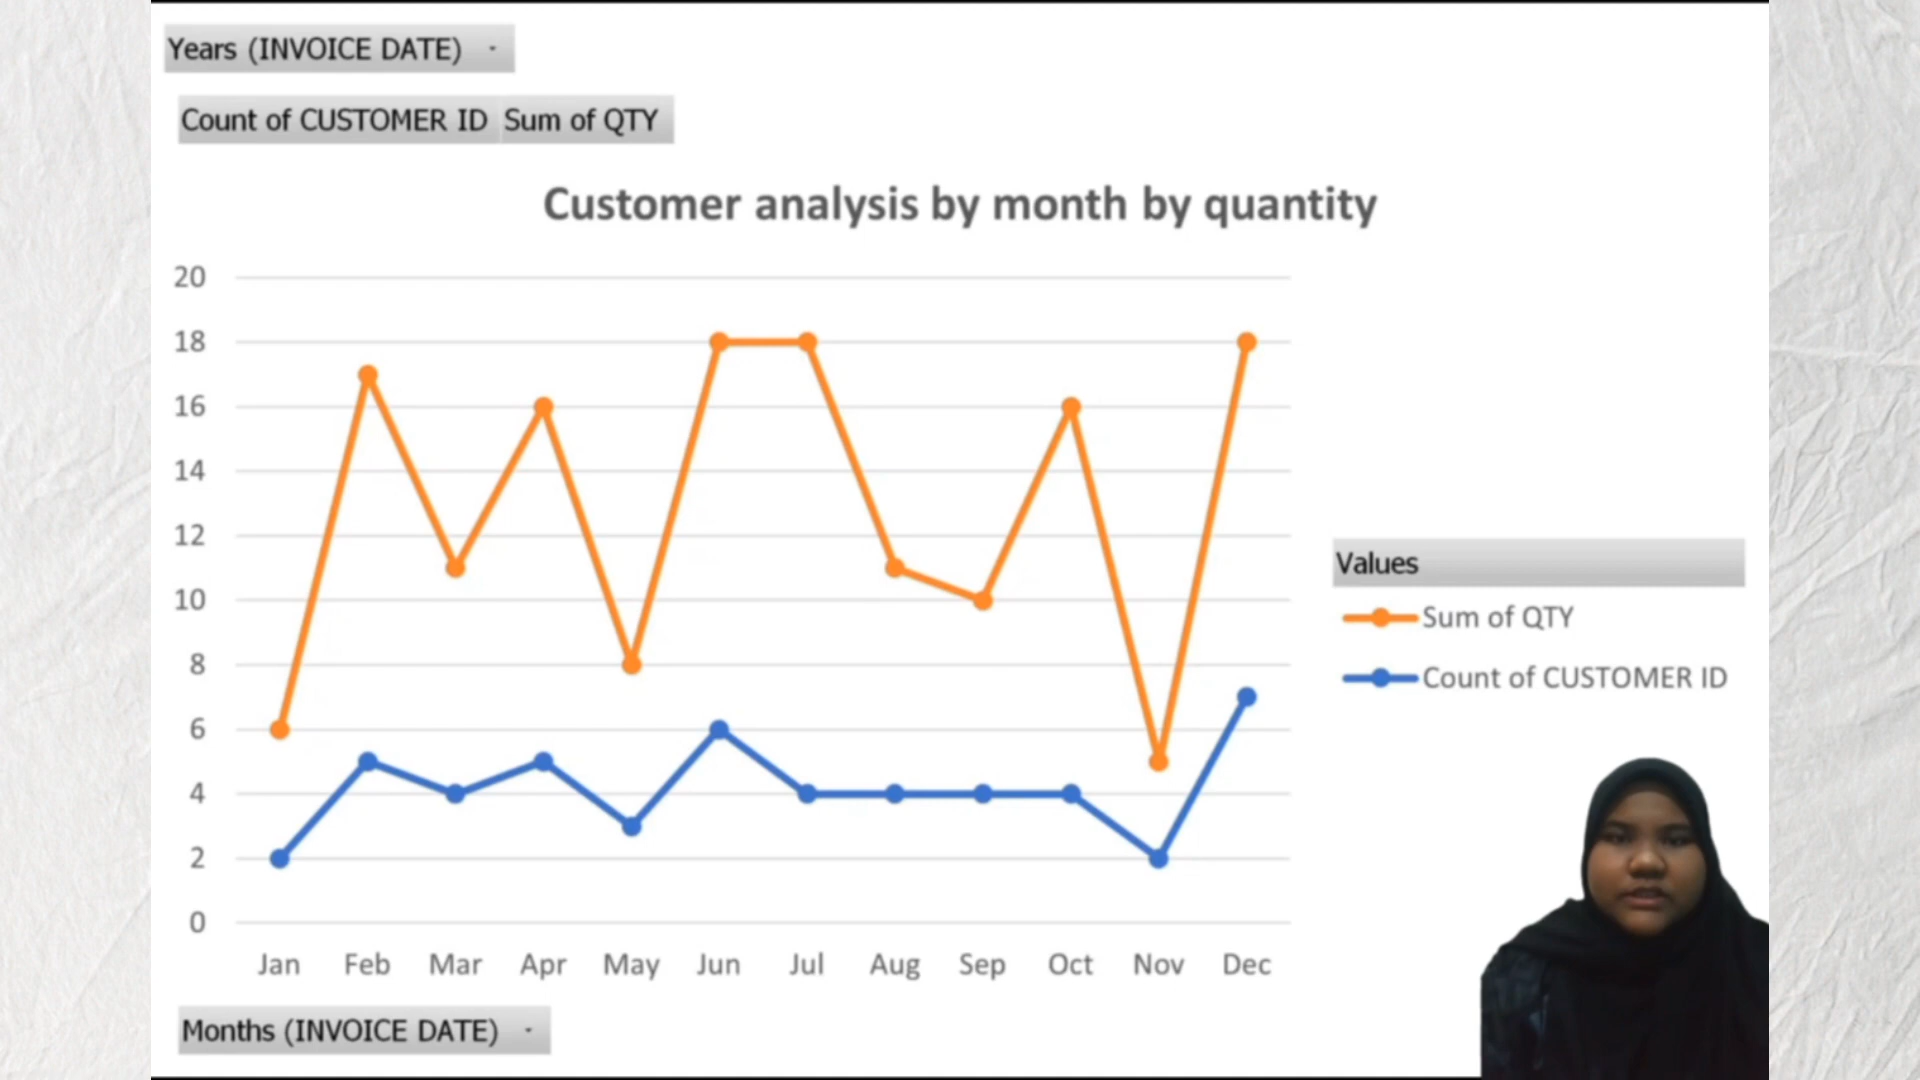 Years (INVOICE DATE)
Count of CUSTOMER ID Sum of QTY
Customer analysis by month by quantity
20
18
16
14
12
10
8
6
4
2
0
Jan Feb Mar Apr May Jun Jul Aug Sep Oct Nov Dec
Values
Sum of QTY
Count of CUSTOMER ID
Months (INVOICE DATE)